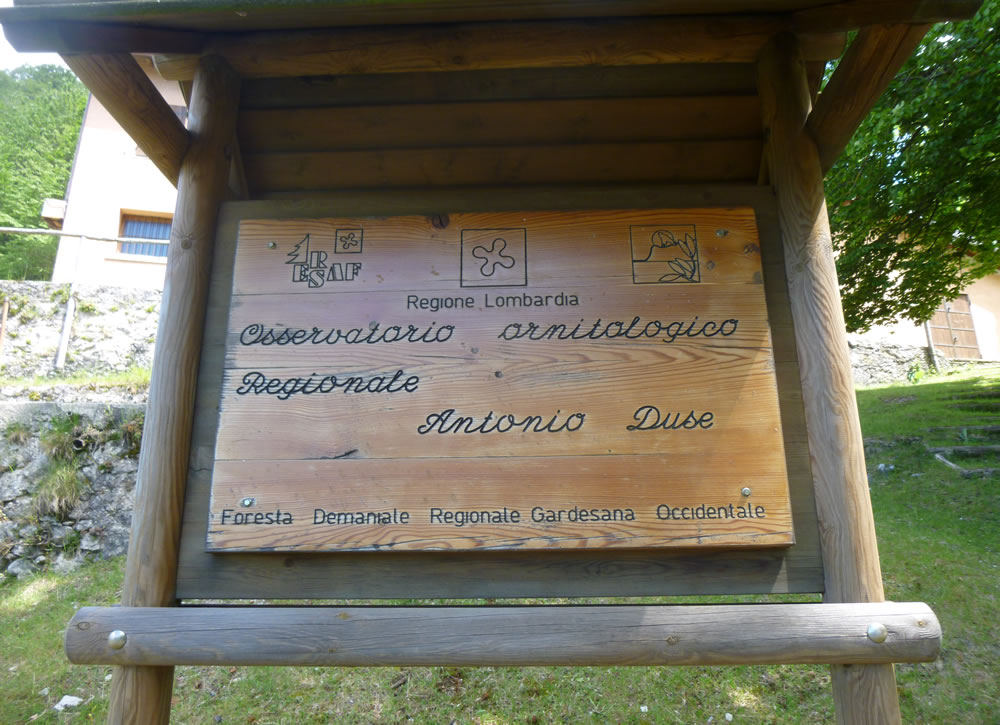 ERSAF
Regione Lombardia
Osservatorio ornitologico
Regionale
Antonio Duse
Foresta Demaniale Regionale Gardesana Occidentale